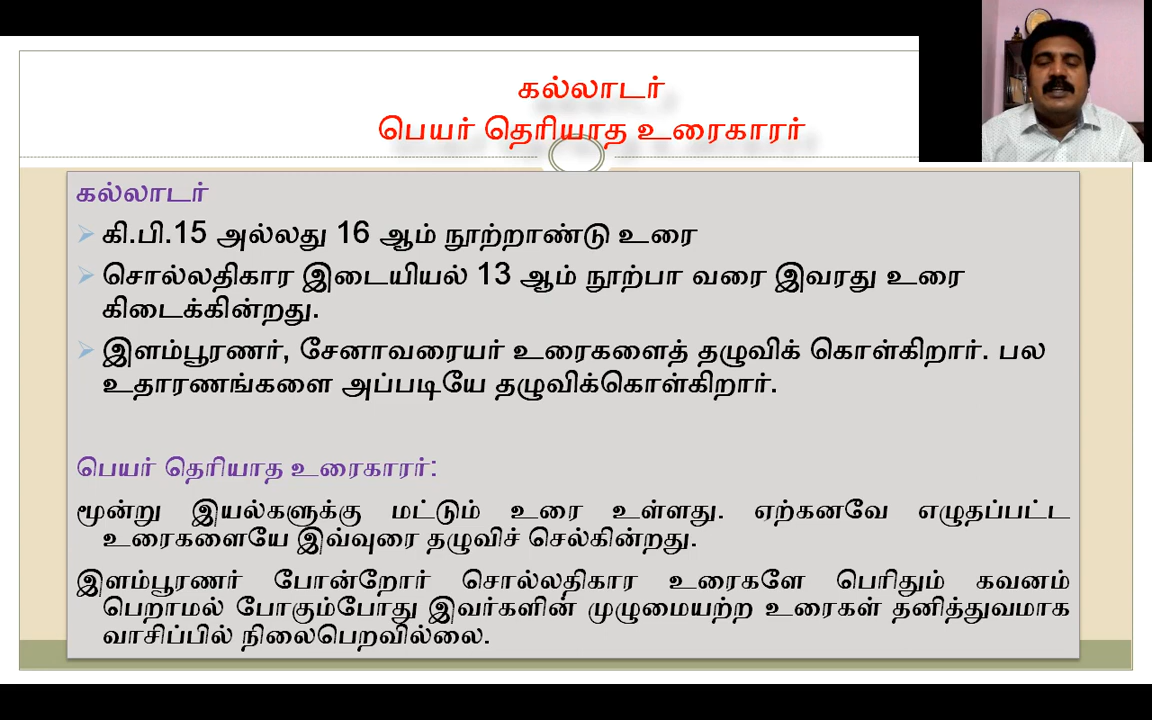 கல்லாடர்
பெயர் தெரியாத உரைகாரர்
கல்லாடர்
கி.பி.15 அல்லது 16 ஆம் நூற்றாண்டு உரை
சொல்லதிகார இடையியல் 13 ஆம் நூற்பா வரை இவரது உரை
கிடைக்கின்றது.
இளம்பூரணர், சேனாவரையர் உரைகளைத் தழுவிக் கொள்கிறார். பல
உதாரணங்களை அப்படியே தழுவிக்கொள்கிறார்.
பெயர் தெரியாத உரைகாரர்:
மூன்று இயல்களுக்கு மட்டும் உரை உள்ளது. ஏற்கனவே எழுதப்பட்ட
உரைகளையே இவ்வுரை தழுவிச் செல்கின்றது.
இளம்பூரணர் போன்றோர் சொல்லதிகார உரைகளே பெரிதும் கவனம்
பெறாமல் போகும்போது இவர்களின் முழுமையற்ற உரைகள் தனித்துவமாக
வாசிப்பில் நிலைபெறவில்லை.